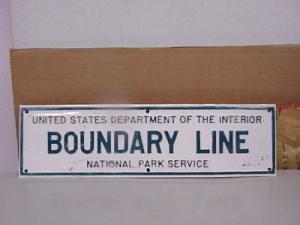 UNITED STATES DEPARTMENT OF THE INTERIOR
BOUNDARY LINE
NATIONAL PARK SERVICE